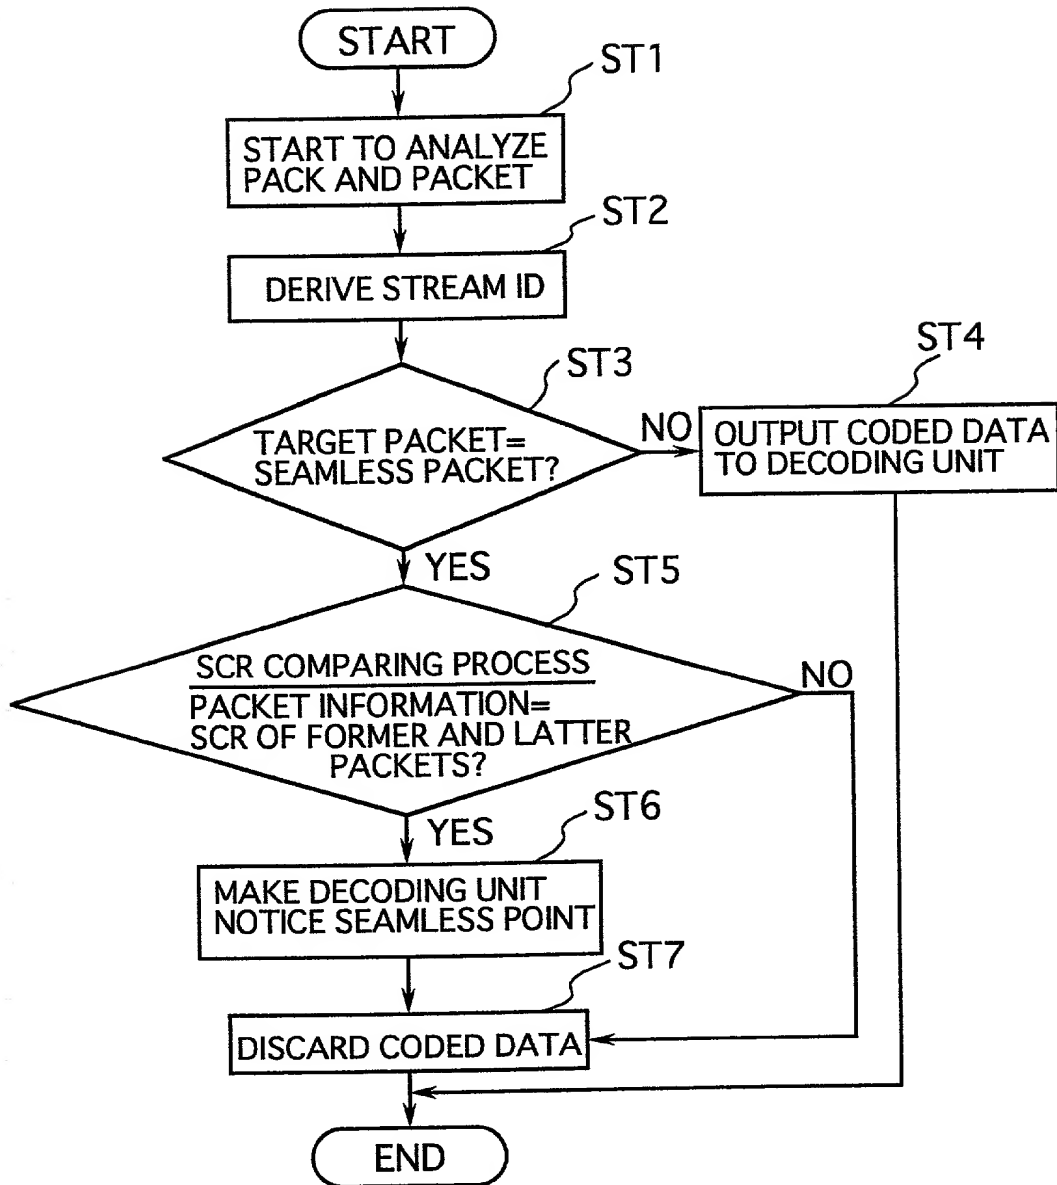 START
ST1
START TO ANALYZE
PACK AND PACKET
ST2
DERIVE STREAM ID
ST3
ST4
TARGET PACKET=
SEAMLESS PACKET?
NO
OUTPUT CODED DATA
TO DECODING UNIT
YES
ST5
SCR COMPARING PROCESS
NO
PACKET INFORMATION=
SCR OF FORMER AND LATTER
PACKETS?
YES
ST6
MAKE DECODING UNIT
NOTICE SEAMLESS POINT
ST7
DISCARD CODED DATA
END